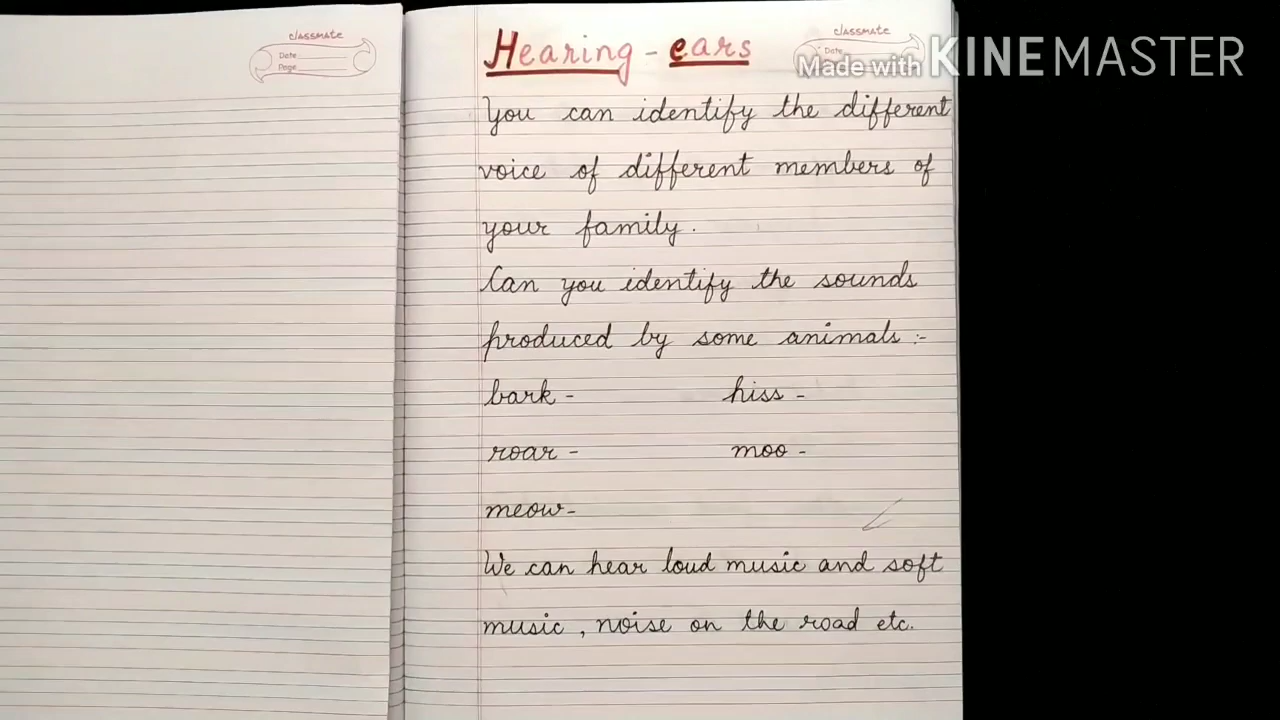 classmate
Date
Page
classmate
Date
Made with KINEMASTER
Hearing - ears
You can identify the different
voice of different members of
your family.
Can you identify the sounds
produced by some animals :-
bark - hiss -
roar - moo -
meow-
We can hear loud music and soft
music, noise on the road etc.